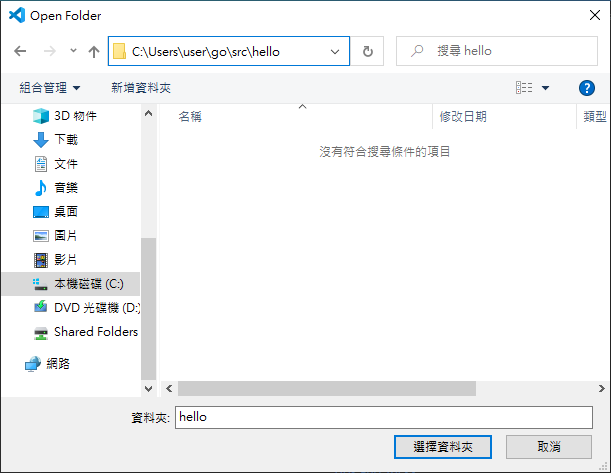 Open Folder
C:\Users\user\go\src\hello
搜尋 hello
組合管理
新增資料夾
?
3D 物件
下載
文件
音樂
桌面
圖片
影片
本機磁碟 (C:)
DVD 光碟機 (D:)
Shared Folders
網路
名稱
修改日期
類型
沒有符合搜尋條件的項目
資料夾:
hello
選擇資料夾
取消